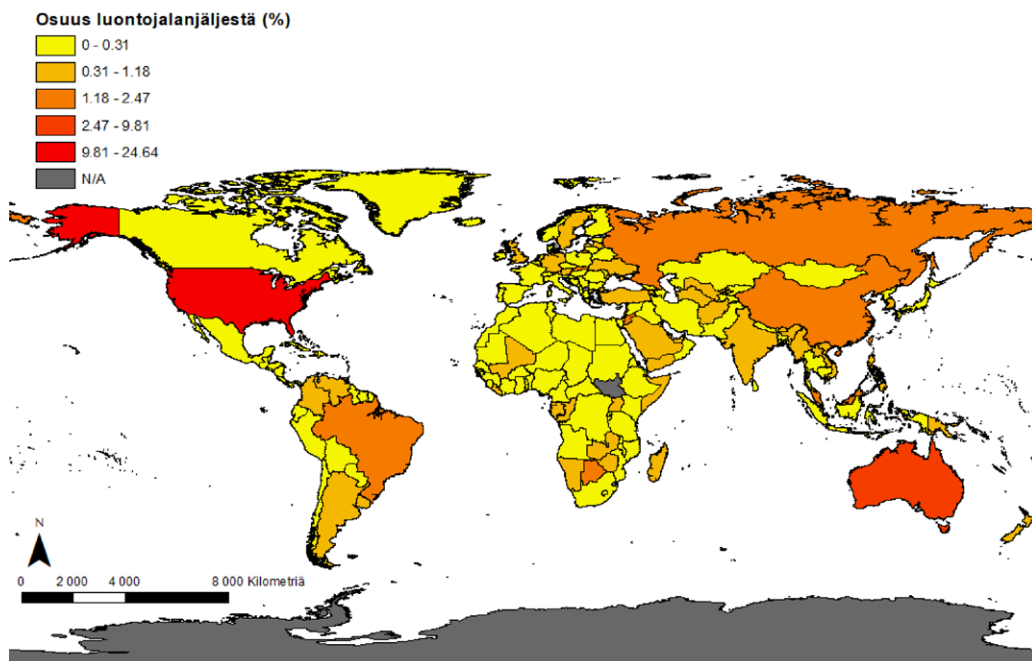 Osuus luontojalanjäljestä (%)
0 - 0.31
0.31 - 1.18
1.18 - 2.47
2.47 - 9.81
9.81 - 24.64
N/A
N
0 2 000 4 000 8 000 Kilometriä